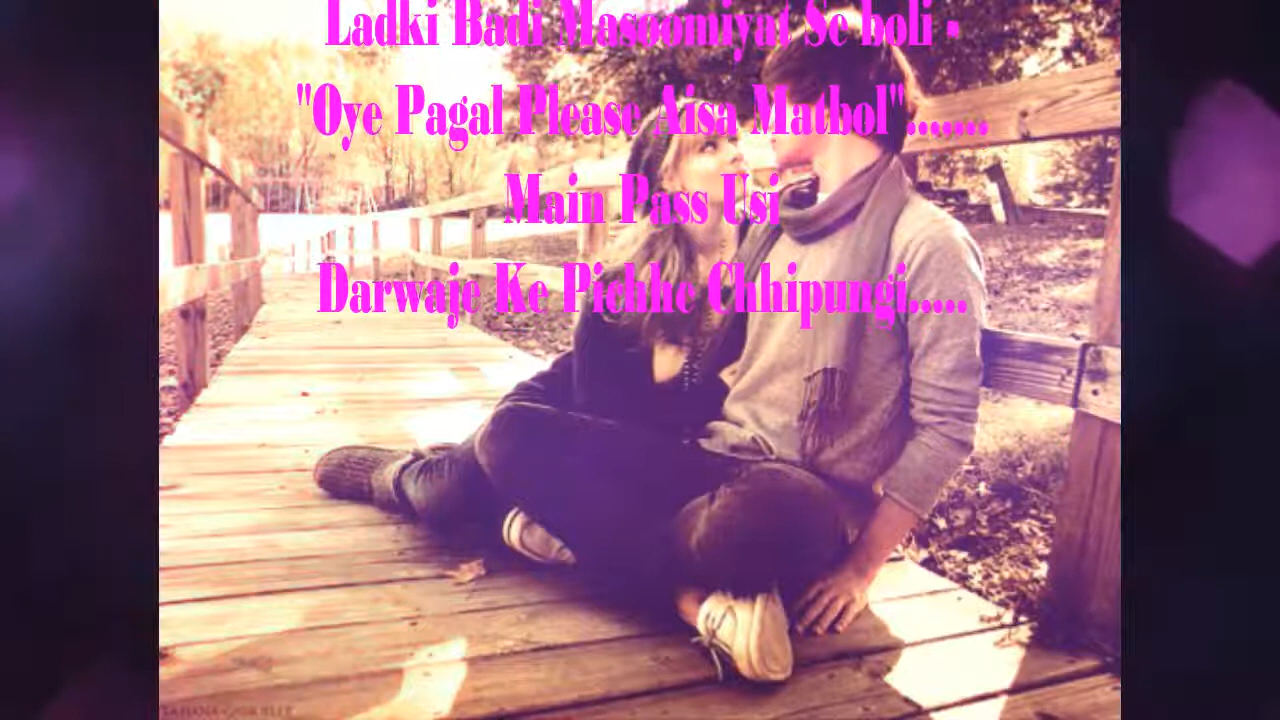 Ladki Badi Masoomiyat Se boli -
"Oye Pagal Please Aisa Matbol".......
Main Pass Usi
Darwaje Ke Pichhe Chhipungi.....